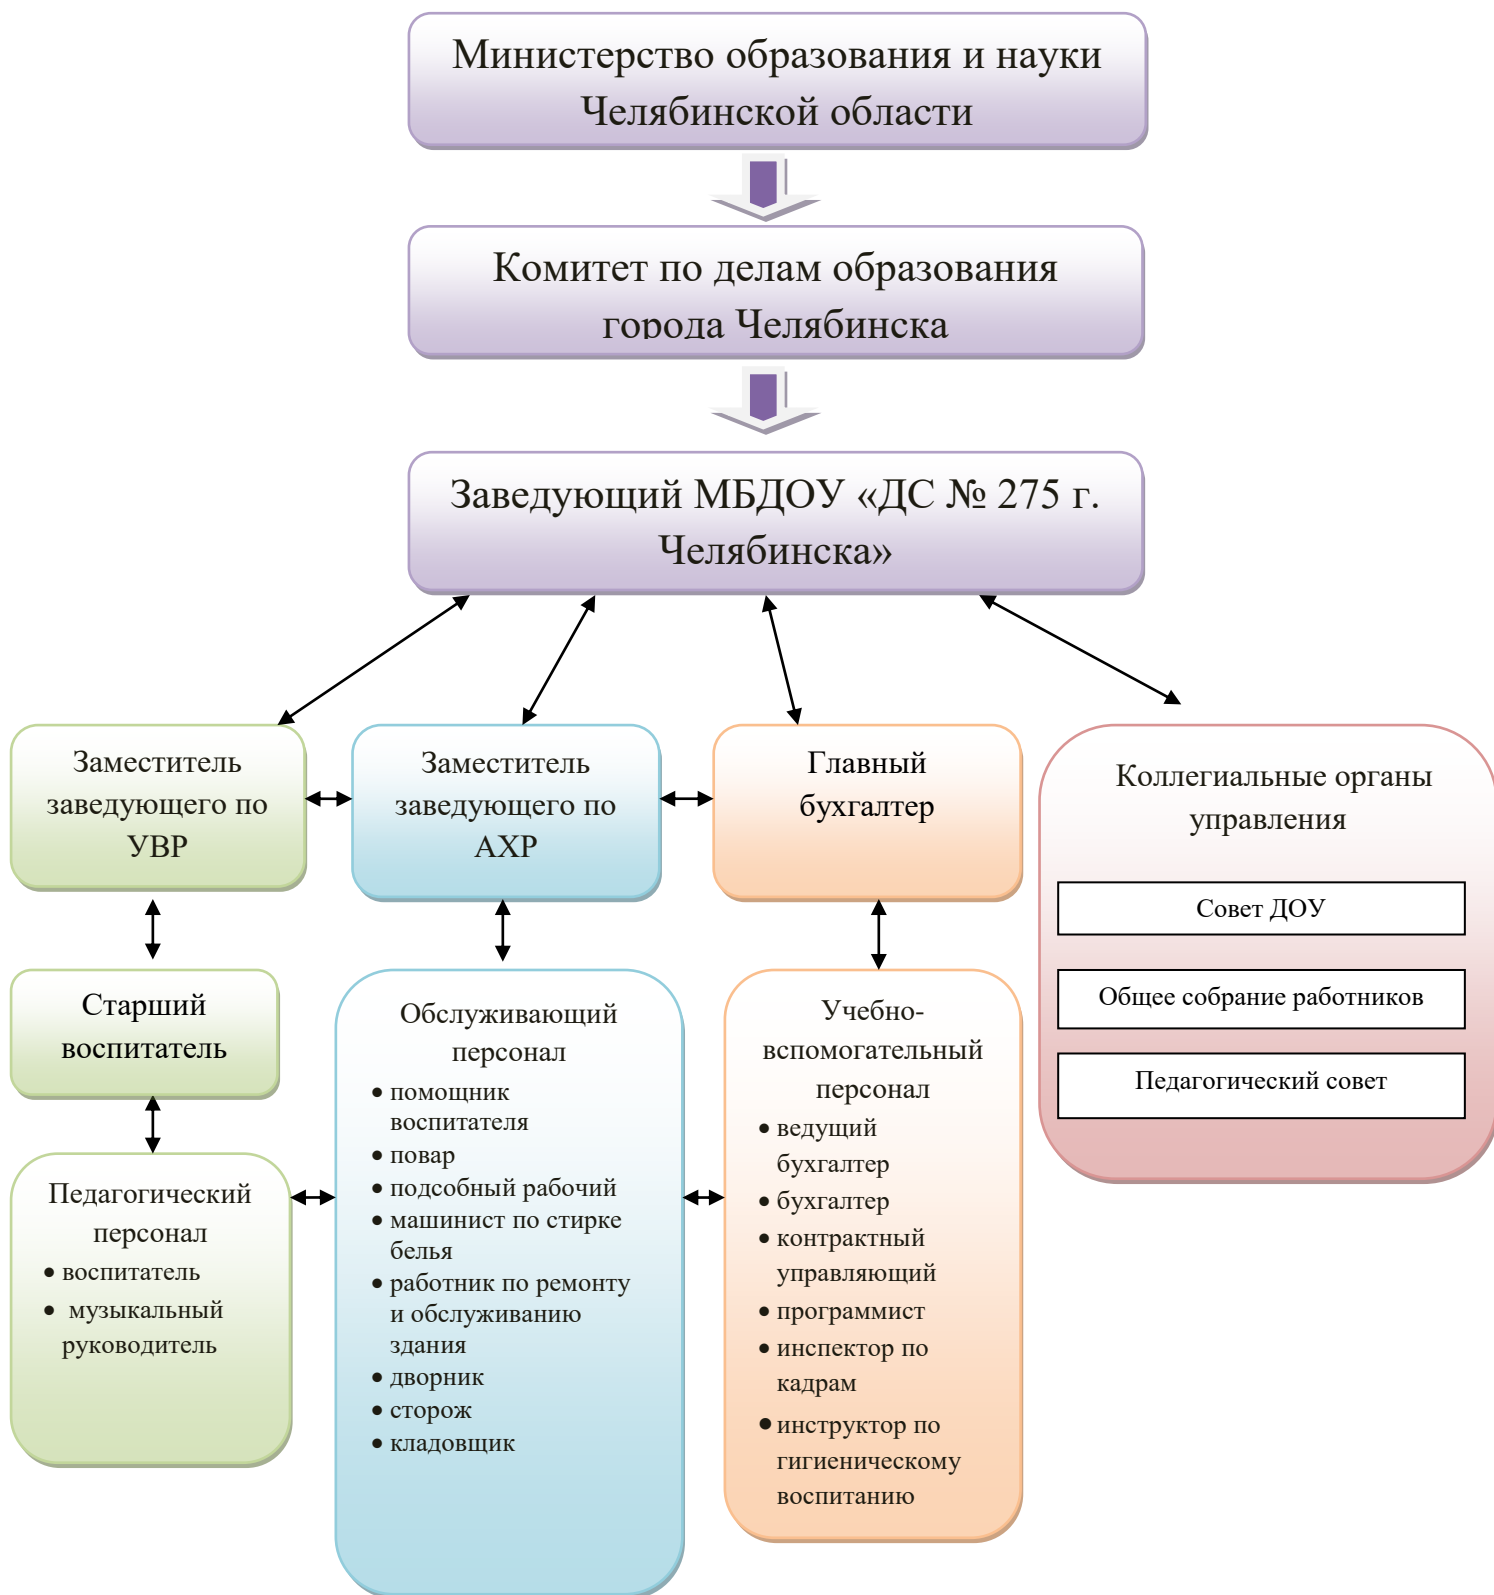 Министерство образования и науки
Челябинской области
Комитет по делам образования
города Челябинска
Заведующий МБДОУ «ДС № 275 г.
Челябинска»
Заместитель
заведующего по
УВР
Заместитель
заведующего по
АХР
Главный
бухгалтер
Коллегиальные органы
управления
Совет ДОУ
Общее собрание работников
Педагогический совет
Старший
воспитатель
Педагогический
персонал
• воспитатель
• музыкальный
руководитель
Обслуживающий
персонал
• помощник
воспитателя
• повар
• подсобный рабочий
• машинист по стирке
белья
• работник по ремонту
и обслуживанию
здания
• дворник
• сторож
• кладовщик
Учебно-
вспомогательный
персонал
• ведущий
бухгалтер
• бухгалтер
• контрактный
управляющий
• программист
• инспектор по
кадрам
• инструктор по
гигиеническому
воспитанию